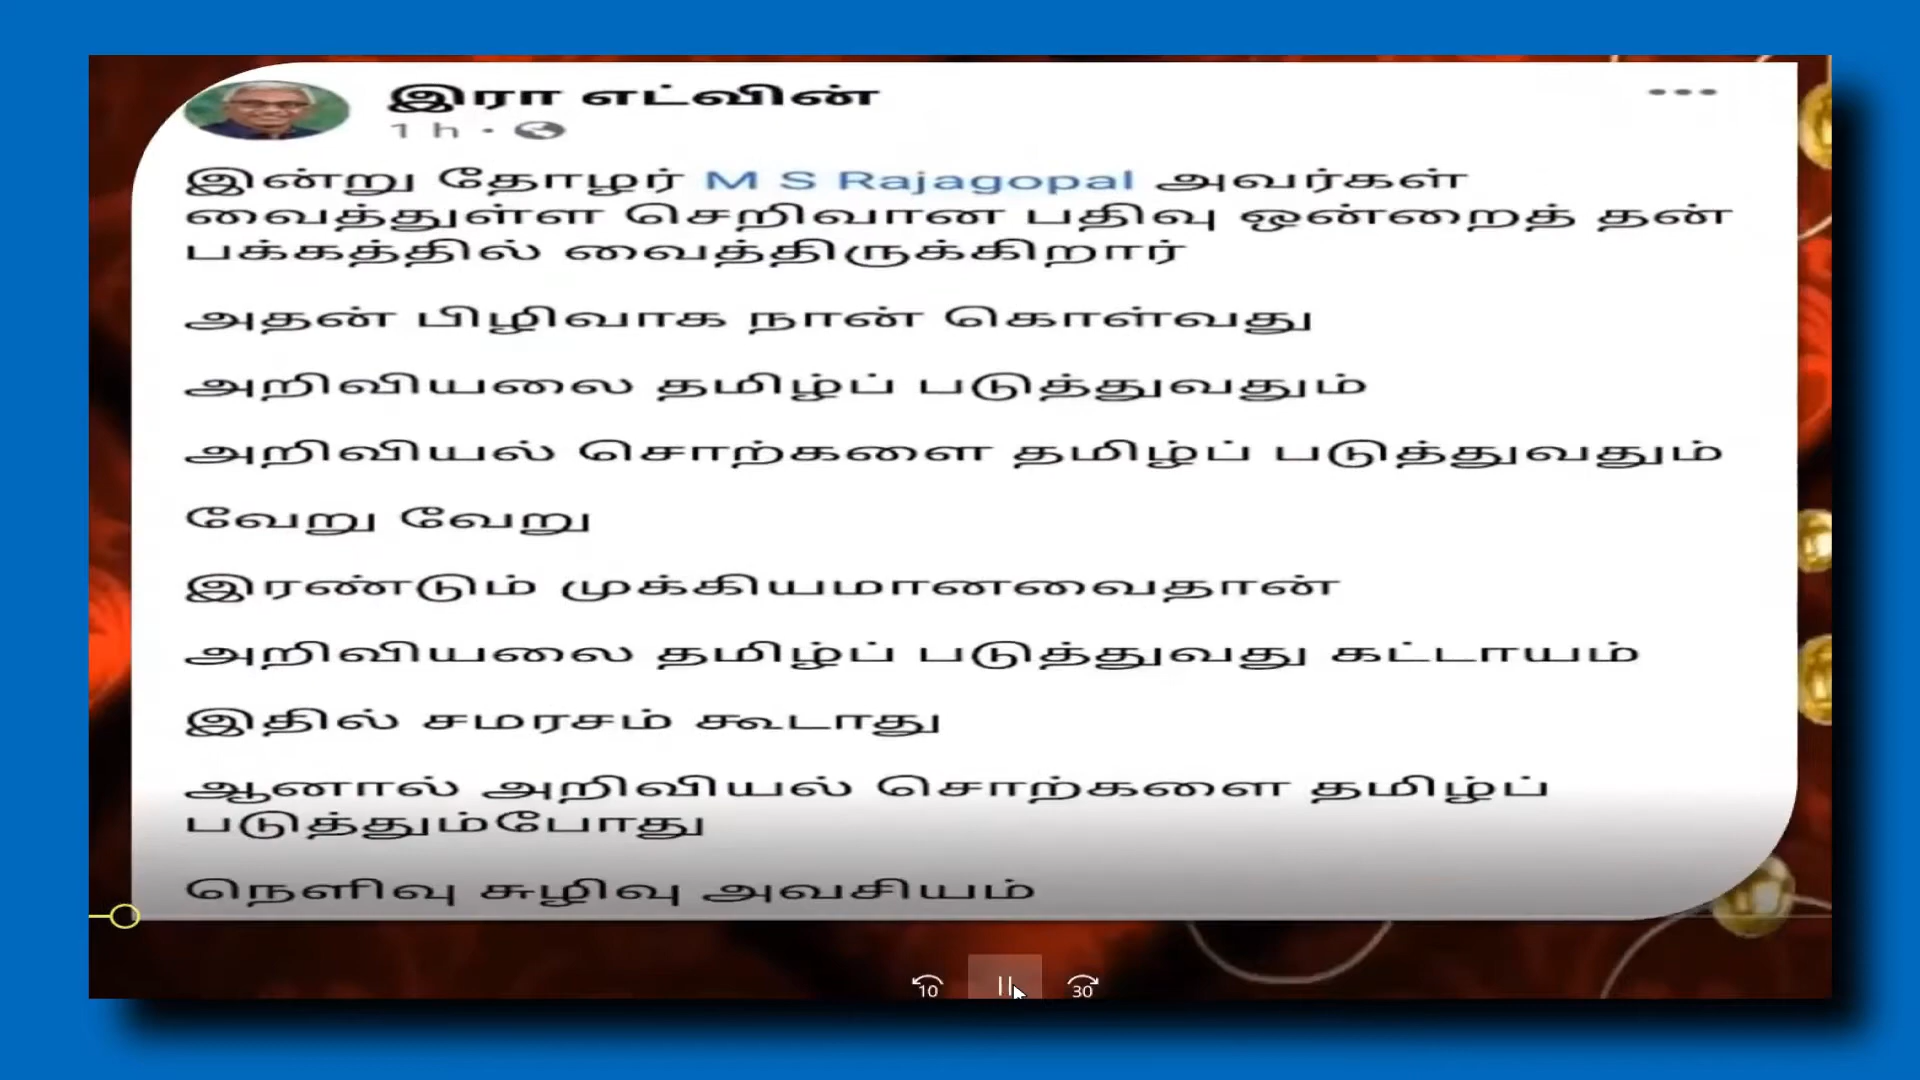 இரா எட்வின்
1 h ·
இன்று தோழர் M S Rajagopal அவர்கள்
வைத்துள்ள செறிவான பதிவு ஒன்றைத் தன்
பக்கத்தில் வைத்திருக்கிறார்
அதன் பிழிவாக நான் கொள்வது
அறிவியலை தமிழ்ப் படுத்துவதும்
அறிவியல் சொற்களை தமிழ்ப் படுத்துவதும்
வேறு வேறு
இரண்டும் முக்கியமானவைதான்
அறிவியலை தமிழ்ப் படுத்துவது கட்டாயம்
இதில் சமரசம் கூடாது
ஆனால் அறிவியல் சொற்களை தமிழ்ப்
படுத்தும்போது
நெளிவு சுழிவு அவசியம்
10 30